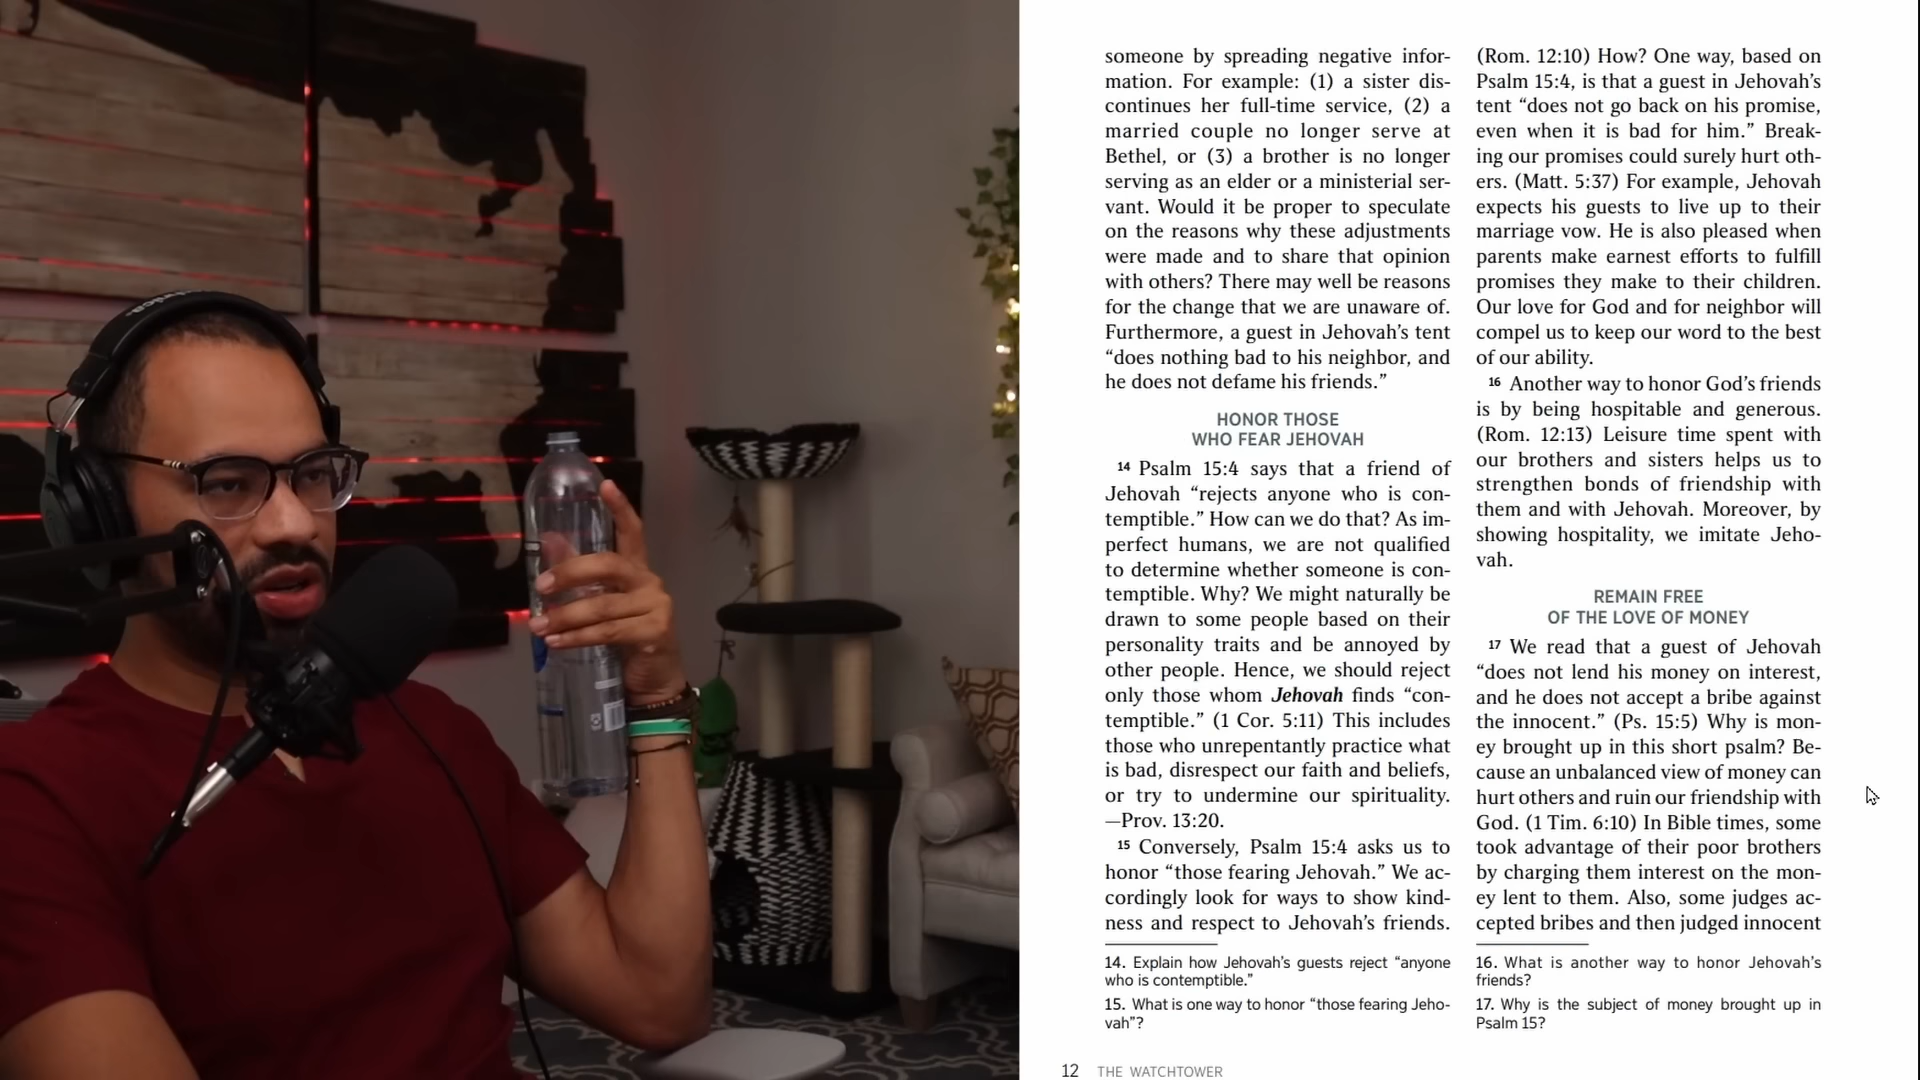 someone by spreading negative infor-
mation. For example: (1) a sister dis-
continues her full-time service, (2) a
married couple no longer serve at
Bethel, or (3) a brother is no longer
serving as an elder or a ministerial ser-
vant. Would it be proper to speculate
on the reasons why these adjustments
were made and to share that opinion
with others? There may well be reasons
for the change that we are unaware of.
Furthermore, a guest in Jehovah’s tent
“does nothing bad to his neighbor, and
he does not defame his friends.”
HONOR THOSE
WHO FEAR JEHOVAH
14 Psalm 15:4 says that a friend of
Jehovah “rejects anyone who is con-
temptible.” How can we do that? As im-
perfect humans, we are not qualified
to determine whether someone is con-
temptible. Why? We might naturally be
drawn to some people based on their
personality traits and be annoyed by
other people. Hence, we should reject
only those whom Jehovah finds “con-
temptible.” (1 Cor. 5:11) This includes
those who unrepentantly practice what
is bad, disrespect our faith and beliefs,
or try to undermine our spirituality.
—Prov. 13:20.
15 Conversely, Psalm 15:4 asks us to
honor “those fearing Jehovah.” We ac-
cordingly look for ways to show kind-
ness and respect to Jehovah’s friends.
14. Explain how Jehovah’s guests reject “anyone
who is contemptible.”
15. What is one way to honor “those fearing Jeho-
vah”?
(Rom. 12:10) How? One way, based on
Psalm 15:4, is that a guest in Jehovah’s
tent “does not go back on his promise,
even when it is bad for him.” Break-
ing our promises could surely hurt oth-
ers. (Matt. 5:37) For example, Jehovah
expects his guests to live up to their
marriage vow. He is also pleased when
parents make earnest efforts to fulfill
promises they make to their children.
Our love for God and for neighbor will
compel us to keep our word to the best
of our ability.
16 Another way to honor God’s friends
is by being hospitable and generous.
(Rom. 12:13) Leisure time spent with
our brothers and sisters helps us to
strengthen bonds of friendship with
them and with Jehovah. Moreover, by
showing hospitality, we imitate Jeho-
vah.
REMAIN FREE
OF THE LOVE OF MONEY
17 We read that a guest of Jehovah
“does not lend his money on interest,
and he does not accept a bribe against
the innocent.” (Ps. 15:5) Why is mon-
ey brought up in this short psalm? Be-
cause an unbalanced view of money can
hurt others and ruin our friendship with
God. (1 Tim. 6:10) In Bible times, some
took advantage of their poor brothers
by charging them interest on the mon-
ey lent to them. Also, some judges ac-
cepted bribes and then judged innocent
16. What is another way to honor Jehovah’s
friends?
17. Why is the subject of money brought up in
Psalm 15?
12 THE WATCHTOWER